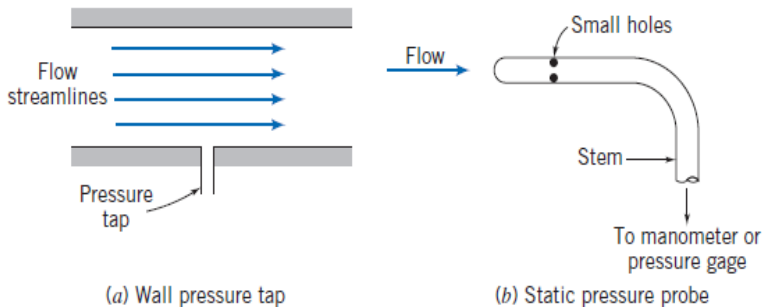 Flow
streamlines
Pressure
tap
(a) Wall pressure tap
Flow
Small holes
Stem
To manometer or
pressure gage
(b) Static pressure probe